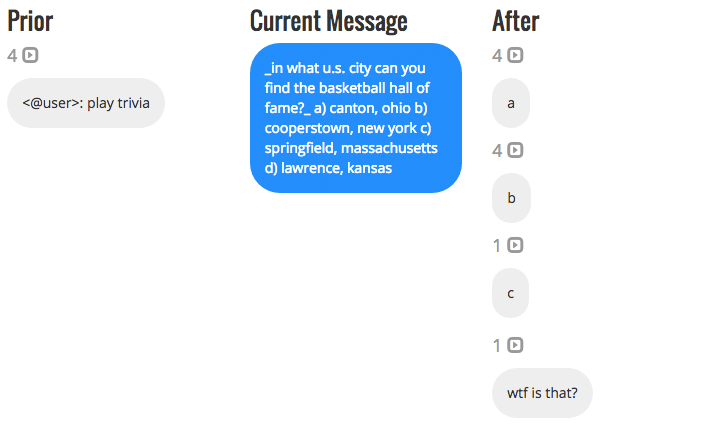 Prior
4
<@user>: play trivia
Current Message
_in what u.s. city can you
find the basketball hall of
fame?_ a) canton, ohio b)
cooperstown, new york c)
springfield, massachusetts
d) lawrence, kansas
After
4
a
4
b
1
c
1
wtf is that?